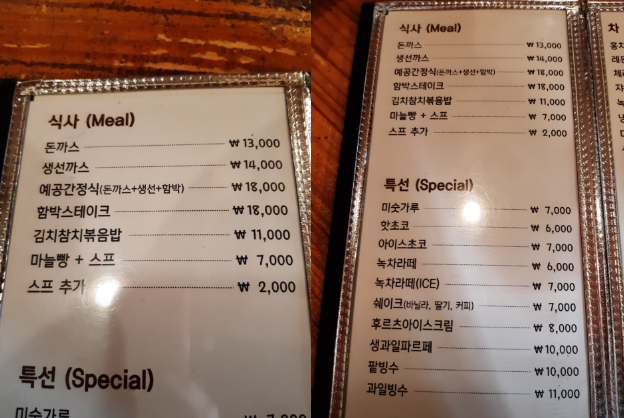 식사 (Meal)
돈까스 ₩ 13,000
생선까스 ₩ 14,000
예공간정식(돈까스+생선+함박) ₩ 18,000
함박스테이크 ₩ 18,000
김치참치볶음밥 ₩ 11,000
마늘빵 + 스프 ₩ 7,000
스프 추가 ₩ 2,000
특선 (Special)
미숫가루 ₩ 7,000
식사 (Meal)
돈까스 ₩ 13,000
생선까스 ₩ 14,000
예공간정식(돈까스+생선+함박) ₩ 18,000
함박스테이크 ₩ 18,000
김치참치볶음밥 ₩ 11,000
마늘빵 + 스프 ₩ 7,000
스프 추가 ₩ 2,000
특선 (Special)
미숫가루 ₩ 7,000
핫초코 ₩ 6,000
아이스초코 ₩ 7,000
녹차라떼 ₩ 6,000
녹차라떼(ICE) ₩ 7,000
쉐이크(바닐라, 딸기, 커피) ₩ 7,000
후르츠아이스크림 ₩ 8,000
생과일파르페 ₩ 10,000
팥빙수 ₩ 10,000
과일빙수 ₩ 11,000
차